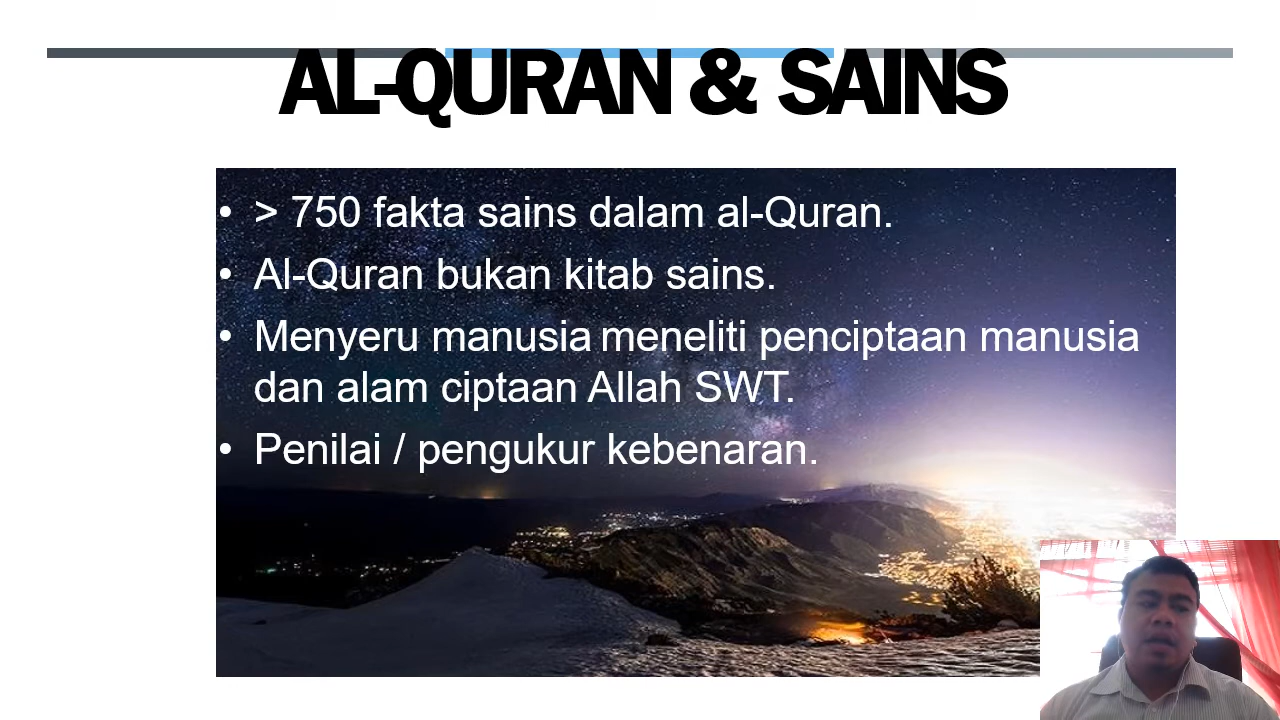 AL-QURAN & SAINS
• > 750 fakta sains dalam al-Quran.
• Al-Quran bukan kitab sains.
• Menyeru manusia meneliti penciptaan manusia
dan alam ciptaan Allah SWT.
• Penilai / pengukur kebenaran.